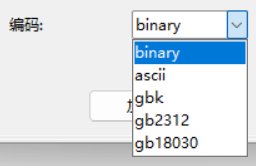 编码: binary
binary
ascii
gbk
gb2312
gb18030